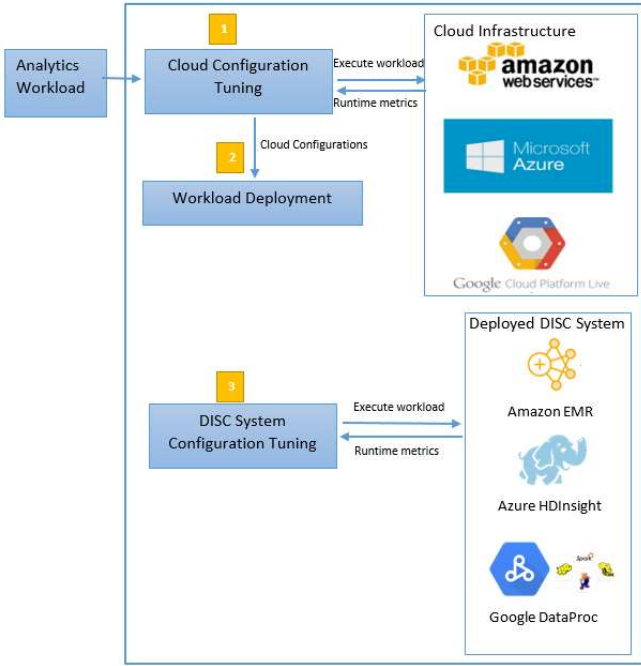 1
Cloud Infrastructure
Analytics
Workload
Cloud Configuration
Tuning
Execute workload
Runtime metrics
amazon
webservices™
2
Cloud Configurations
Microsoft
Azure
Workload Deployment
Google Cloud Platform Live
Deployed DISC System
3
DISC System
Configuration Tuning
Execute workload
Runtime metrics
Amazon EMR
Azure HDInsight
Spark
Google DataProc